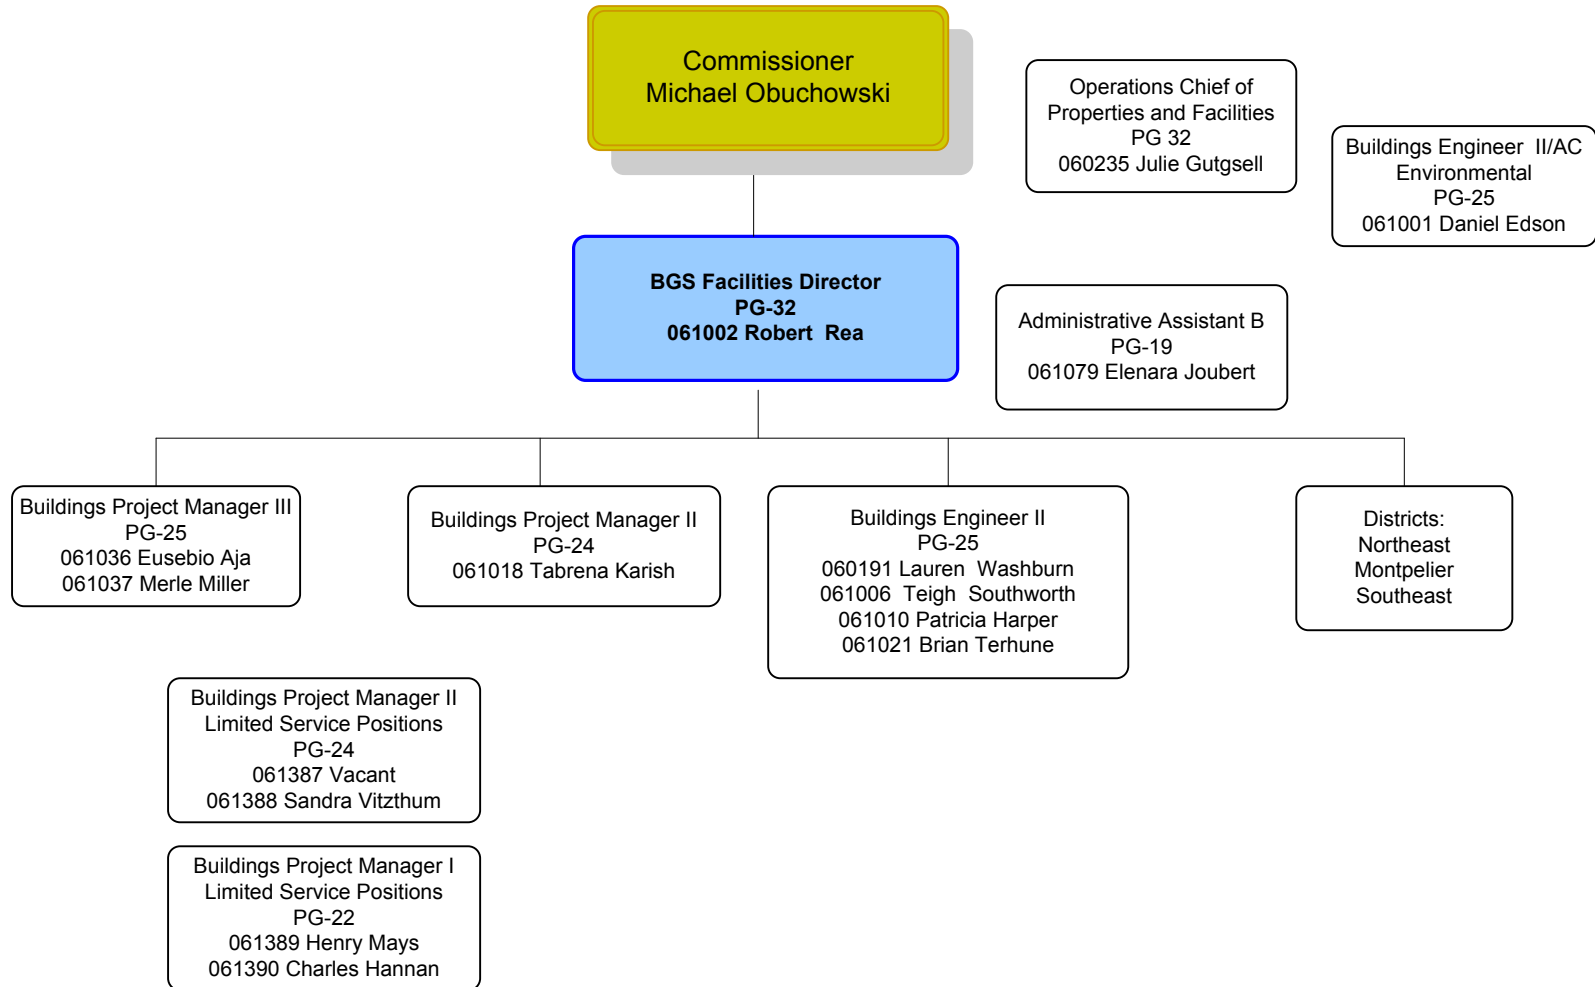 Commissioner
Michael Obuchowski
Operations Chief of
Properties and Facilities
PG 32
060235 Julie Gutgsell
Buildings Engineer II/AC
Environmental
PG-25
061001 Daniel Edson
BGS Facilities Director
PG-32
061002 Robert Rea
Administrative Assistant B
PG-19
061079 Elenara Joubert
Buildings Project Manager III
PG-25
061036 Eusebio Aja
061037 Merle Miller
Buildings Project Manager II
PG-24
061018 Tabrena Karish
Buildings Engineer II
PG-25
060191 Lauren Washburn
061006 Teigh Southworth
061010 Patricia Harper
061021 Brian Terhune
Districts:
Northeast
Montpelier
Southeast
Buildings Project Manager II
Limited Service Positions
PG-24
061387 Vacant
061388 Sandra Vitzthum
Buildings Project Manager I
Limited Service Positions
PG-22
061389 Henry Mays
061390 Charles Hannan